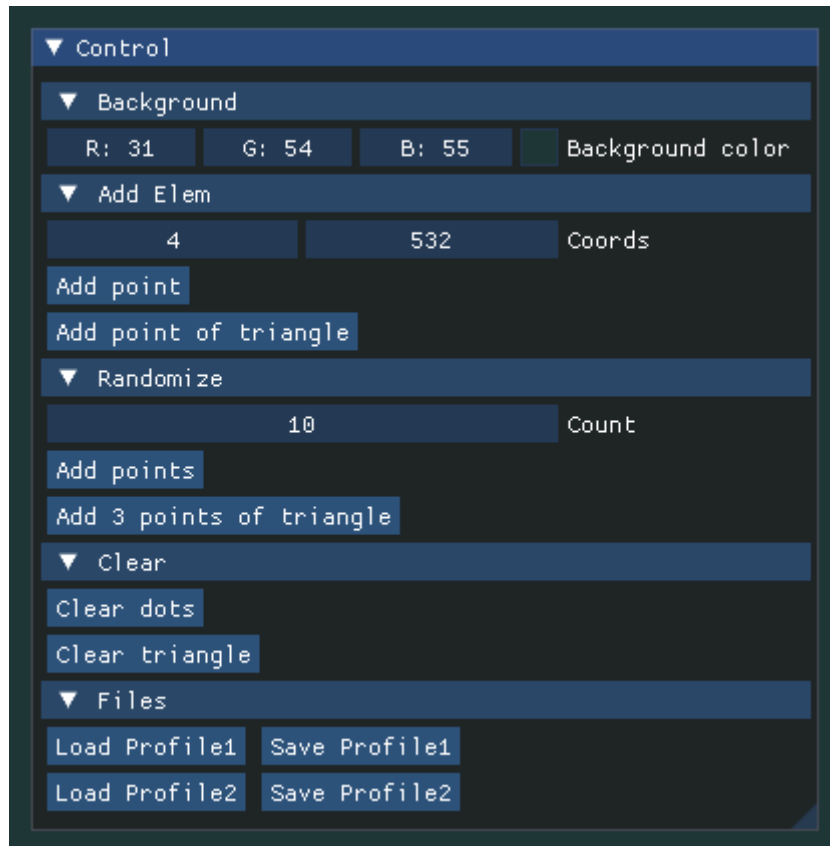 Control
Background
R: 31 G: 54 B: 55 Background color
Add Elem
4 532 Coords
Add point
Add point of triangle
Randomize
10 Count
Add points
Add 3 points of triangle
Clear
Clear dots
Clear triangle
Files
Load Profile1 Save Profile1
Load Profile2 Save Profile2